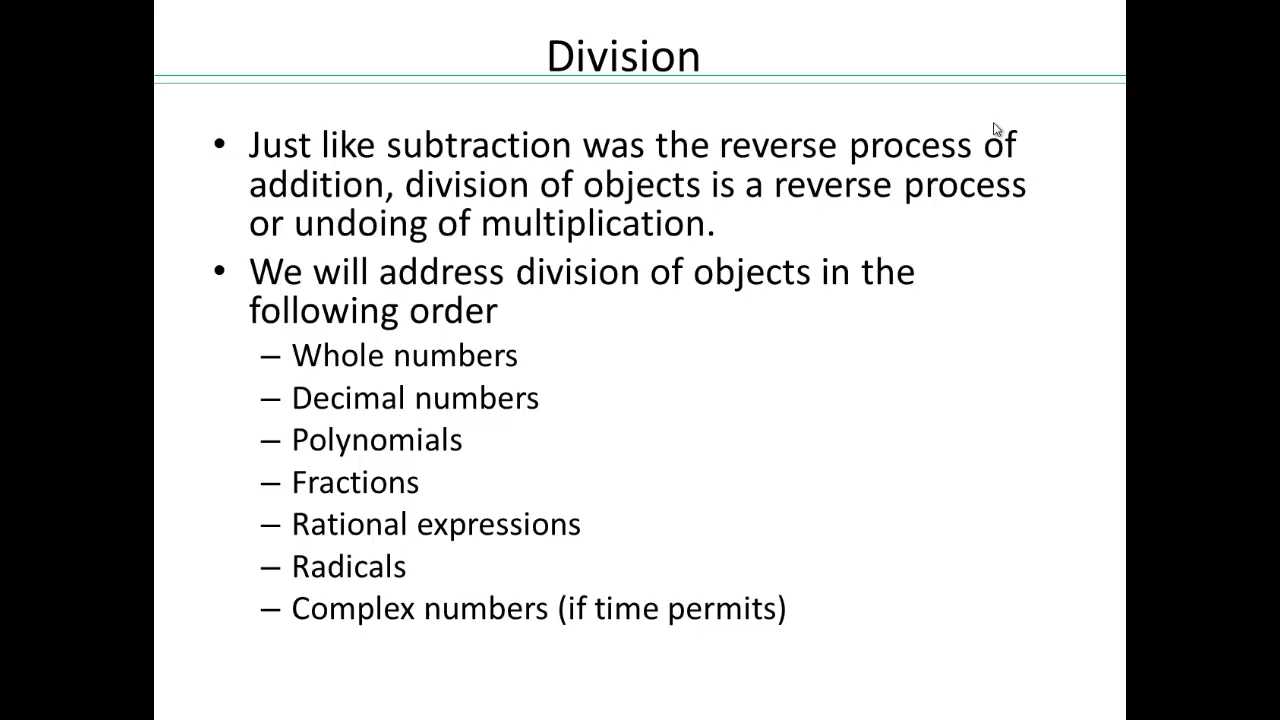 Division
• Just like subtraction was the reverse process of
addition, division of objects is a reverse process
or undoing of multiplication.
• We will address division of objects in the
following order
– Whole numbers
– Decimal numbers
– Polynomials
– Fractions
– Rational expressions
– Radicals
– Complex numbers (if time permits)